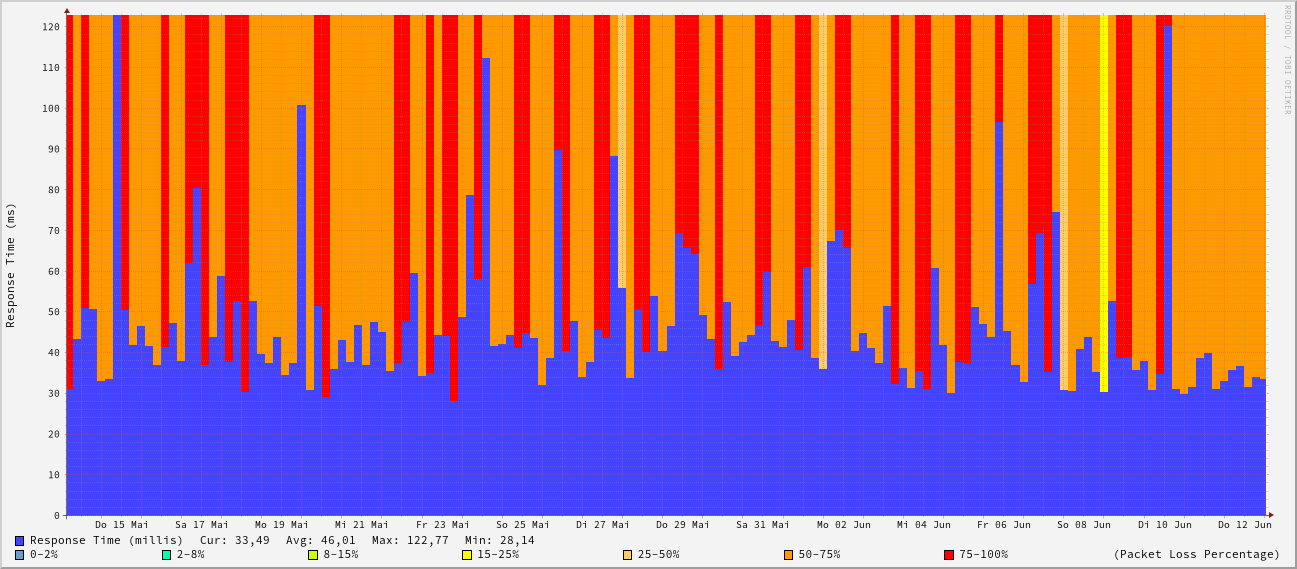 RRDTOOL / TOBI OETIKER
Response Time (ms)
120
110
100
90
80
70
60
50
40
30
20
10
0
Do 15 Mai Sa 17 Mai Mo 19 Mai Mi 21 Mai Fr 23 Mai So 25 Mai Di 27 Mai Do 29 Mai Sa 31 Mai Mo 02 Jun Mi 04 Jun Fr 06 Jun So 08 Jun Di 10 Jun Do 12 Jun
Response Time (millis) Cur: 33,49 Avg: 46,01 Max: 122,77 Min: 28,14
0-2% 2-8% 8-15% 15-25% 25-50% 50-75% 75-100% (Packet Loss Percentage)